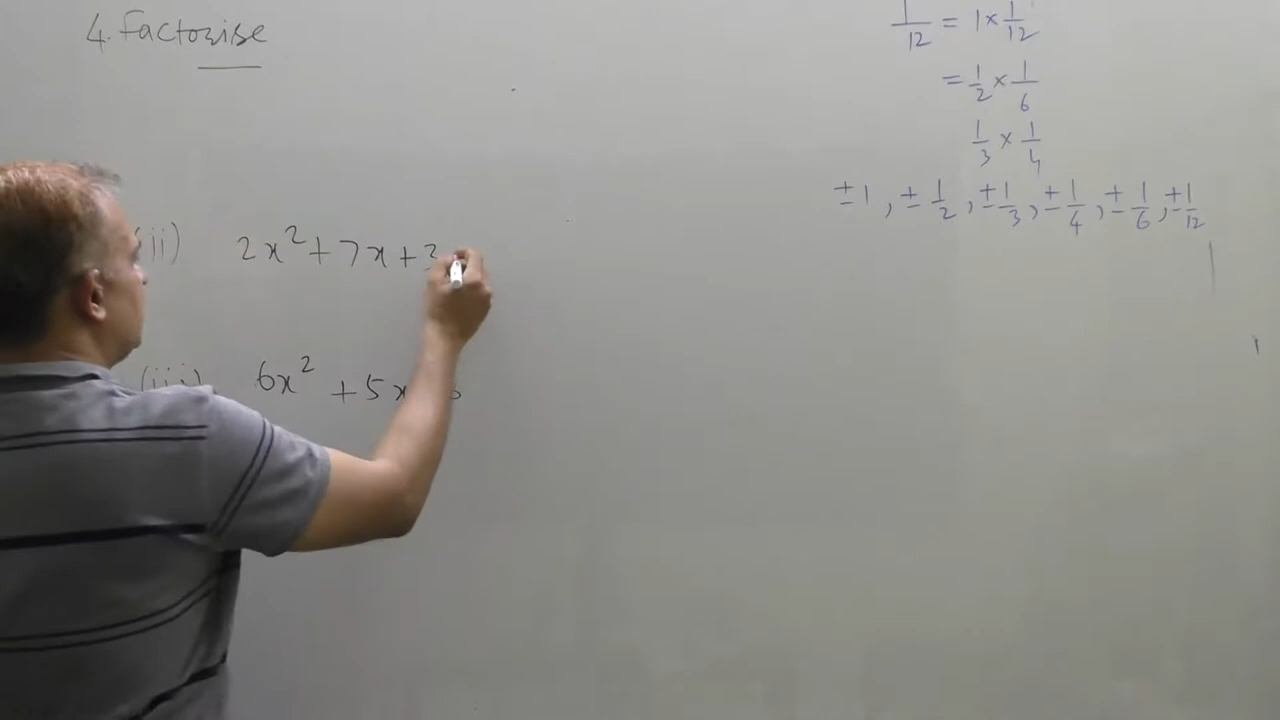 4. Factorise
(ii) 2x² + 7x + 3
(iii) 6x² + 5x
1/12 = 1 × 1/12
= 1/2 × 1/6
1/3 × 1/4
±1, ± 1/2, ± 1/3, ± 1/4, ± 1/6, ± 1/12